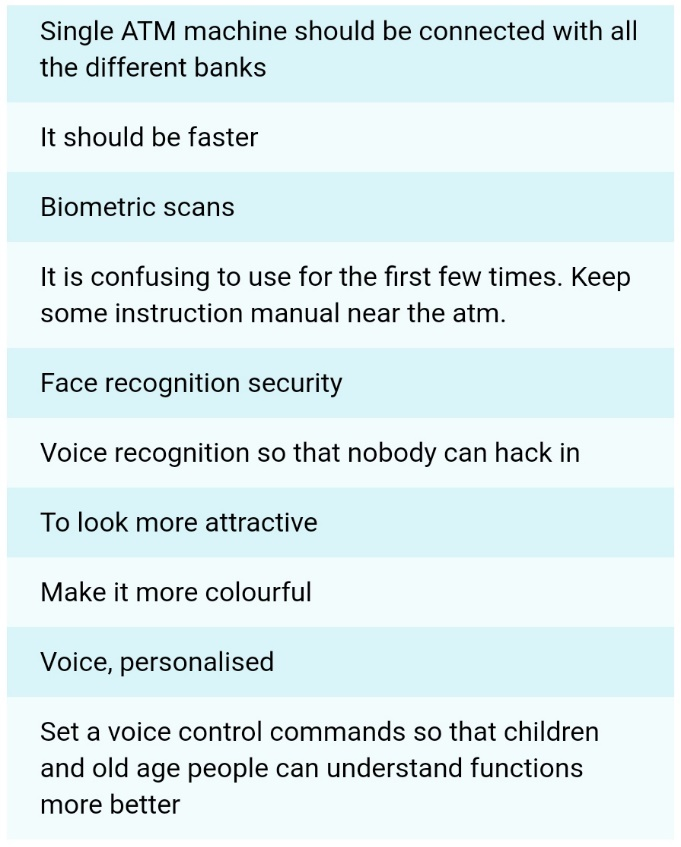 Single ATM machine should be connected with all
the different banks
It should be faster
Biometric scans
It is confusing to use for the first few times. Keep
some instruction manual near the atm.
Face recognition security
Voice recognition so that nobody can hack in
To look more attractive
Make it more colourful
Voice, personalised
Set a voice control commands so that children
and old age people can understand functions
more better